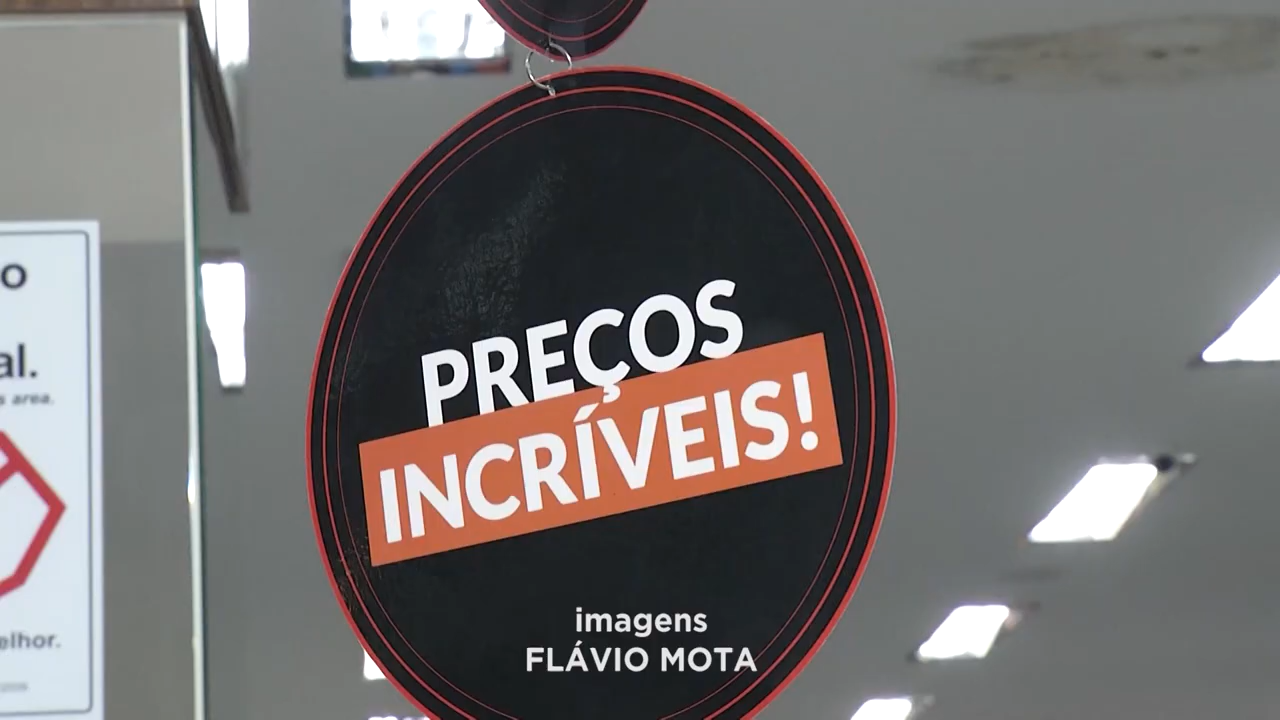 o
al.
s area.
elhor.
PREÇOS
INCRÍVEIS!
imagens
FLÁVIO MOTA